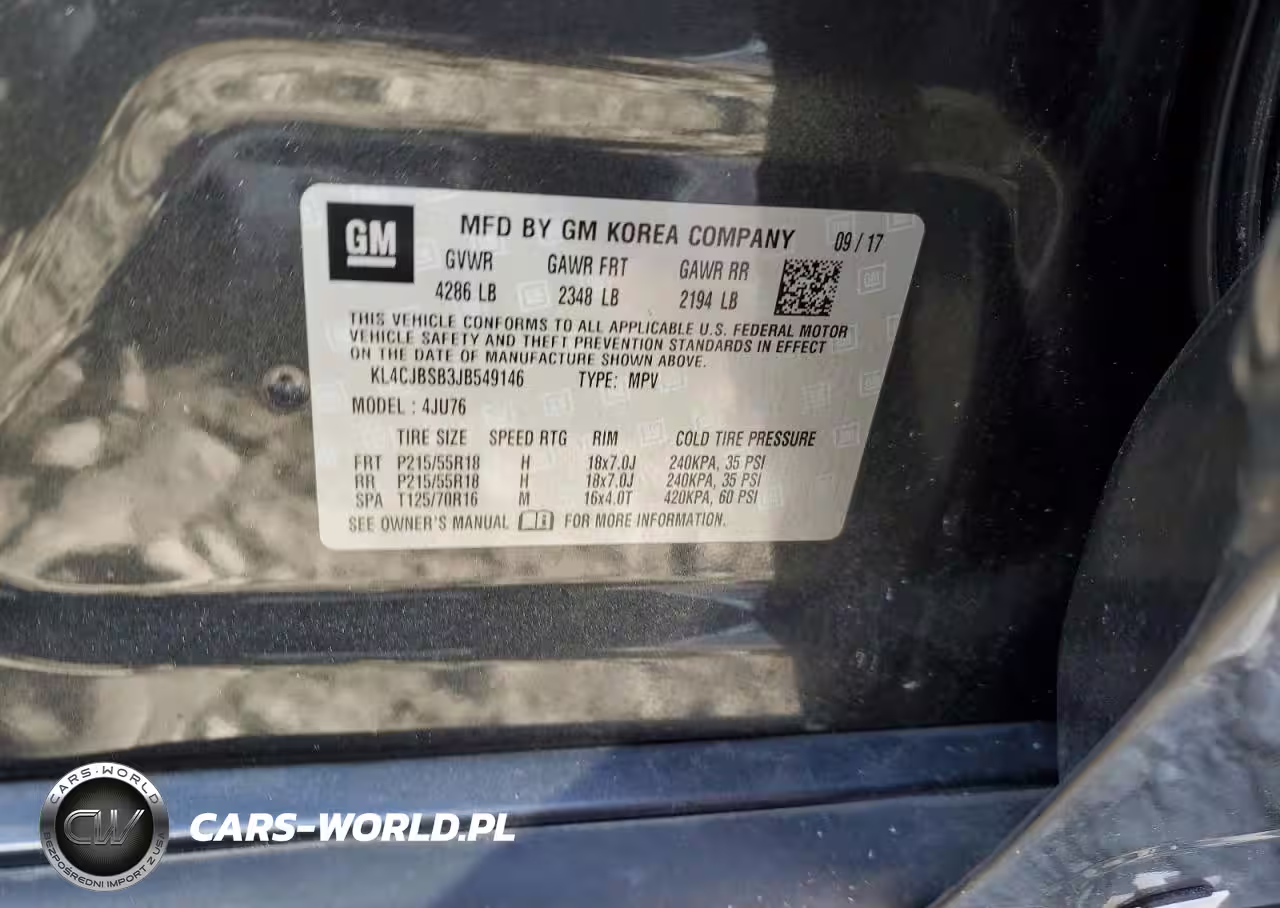 GM
MFD BY GM KOREA COMPANY 09/17
GVWR GAWR FRT GAWR RR
4286 LB 2348 LB 2194 LB
THIS VEHICLE CONFORMS TO ALL APPLICABLE U.S. FEDERAL MOTOR
VEHICLE SAFETY AND THEFT PREVENTION STANDARDS IN EFFECT
ON THE DATE OF MANUFACTURE SHOWN ABOVE.
KL4CJBSB3JB549146 TYPE: MPV
MODEL : 4JU76
TIRE SIZE SPEED RTG RIM COLD TIRE PRESSURE
FRT P215/55R18 H 18x7.0J 240KPA, 35 PSI
RR P215/55R18 H 18x7.0J 240KPA, 35 PSI
SPA T125/70R16 M 16x4.0T 420KPA, 60 PSI
SEE OWNER'S MANUAL FOR MORE INFORMATION.
CARS-WORLD
CW
BEZPOŚREDNI IMPORT Z USA
CARS-WORLD.PL